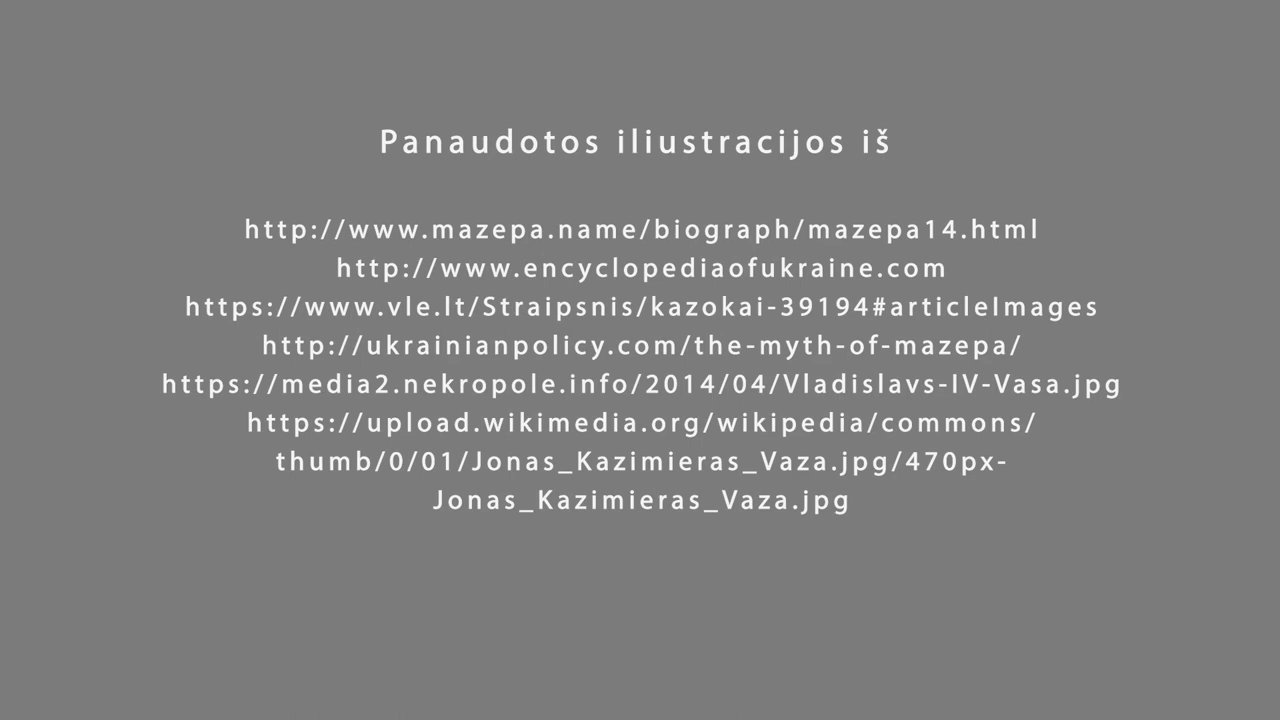 Panaudotos iliustracijos iš
http://www.mazepa.name/biograph/mazepa14.html
http://www.encyclopediaofukraine.com
https://www.vle.lt/Straipsnis/kazokai-39194#articleImages
http://ukrainianpolicy.com/the-myth-of-mazepa/
https://media2.nekropole.info/2014/04/Vladislavs-IV-Vasa.jpg
https://upload.wikimedia.org/wikipedia/commons/
thumb/0/01/Jonas_Kazimieras_Vaza.jpg/470px-
Jonas_Kazimieras_Vaza.jpg